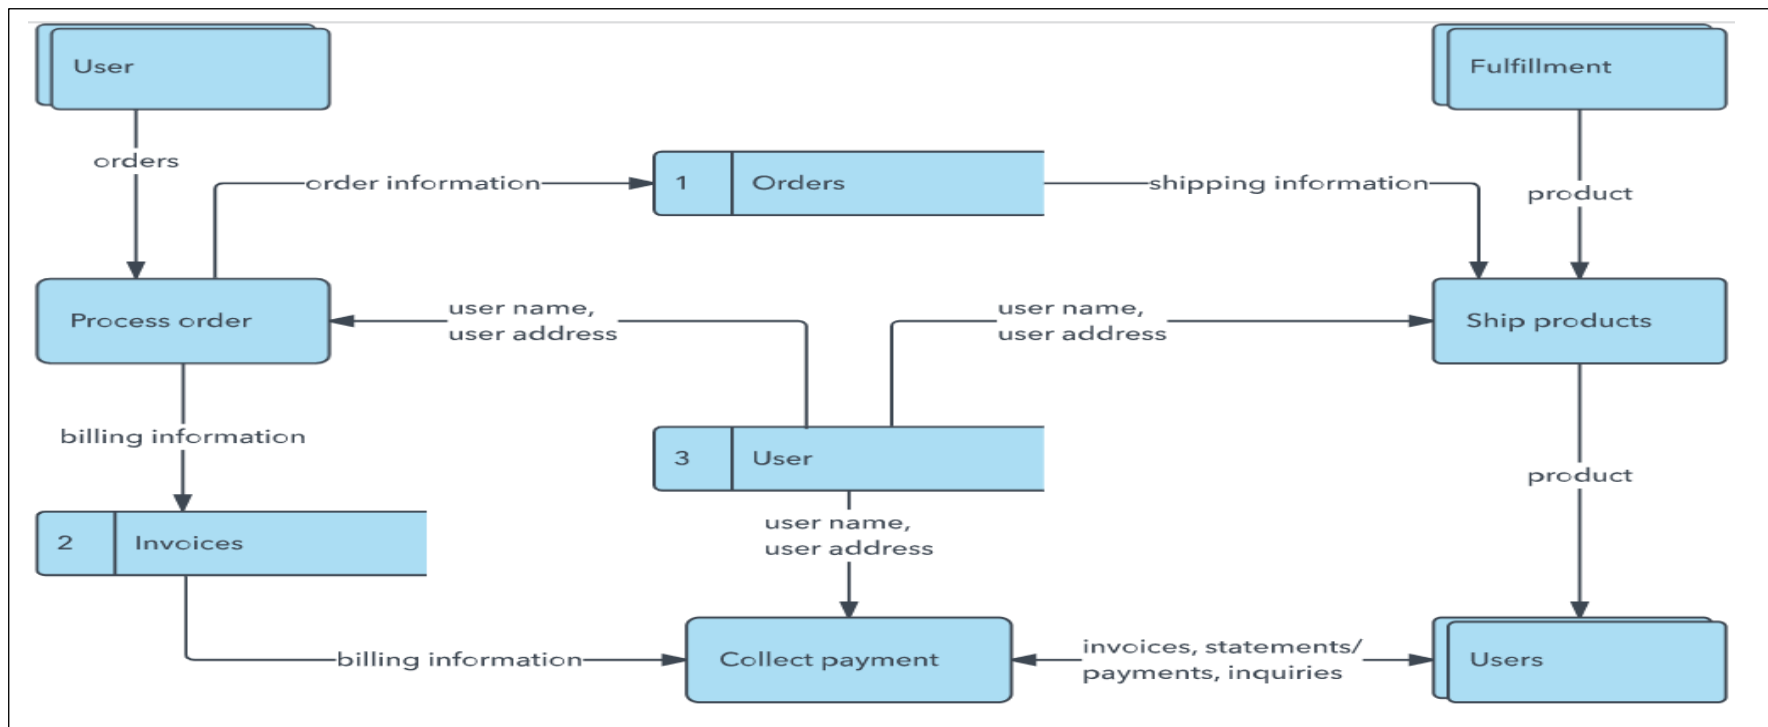 User
Fulfillment
orders
order information
1 Orders
shipping information
product
Process order
user name,
user address
user name,
user address
Ship products
billing information
3 User
product
user name,
user address
2 Invoices
billing information
Collect payment
invoices, statements/
payments, inquiries
Users